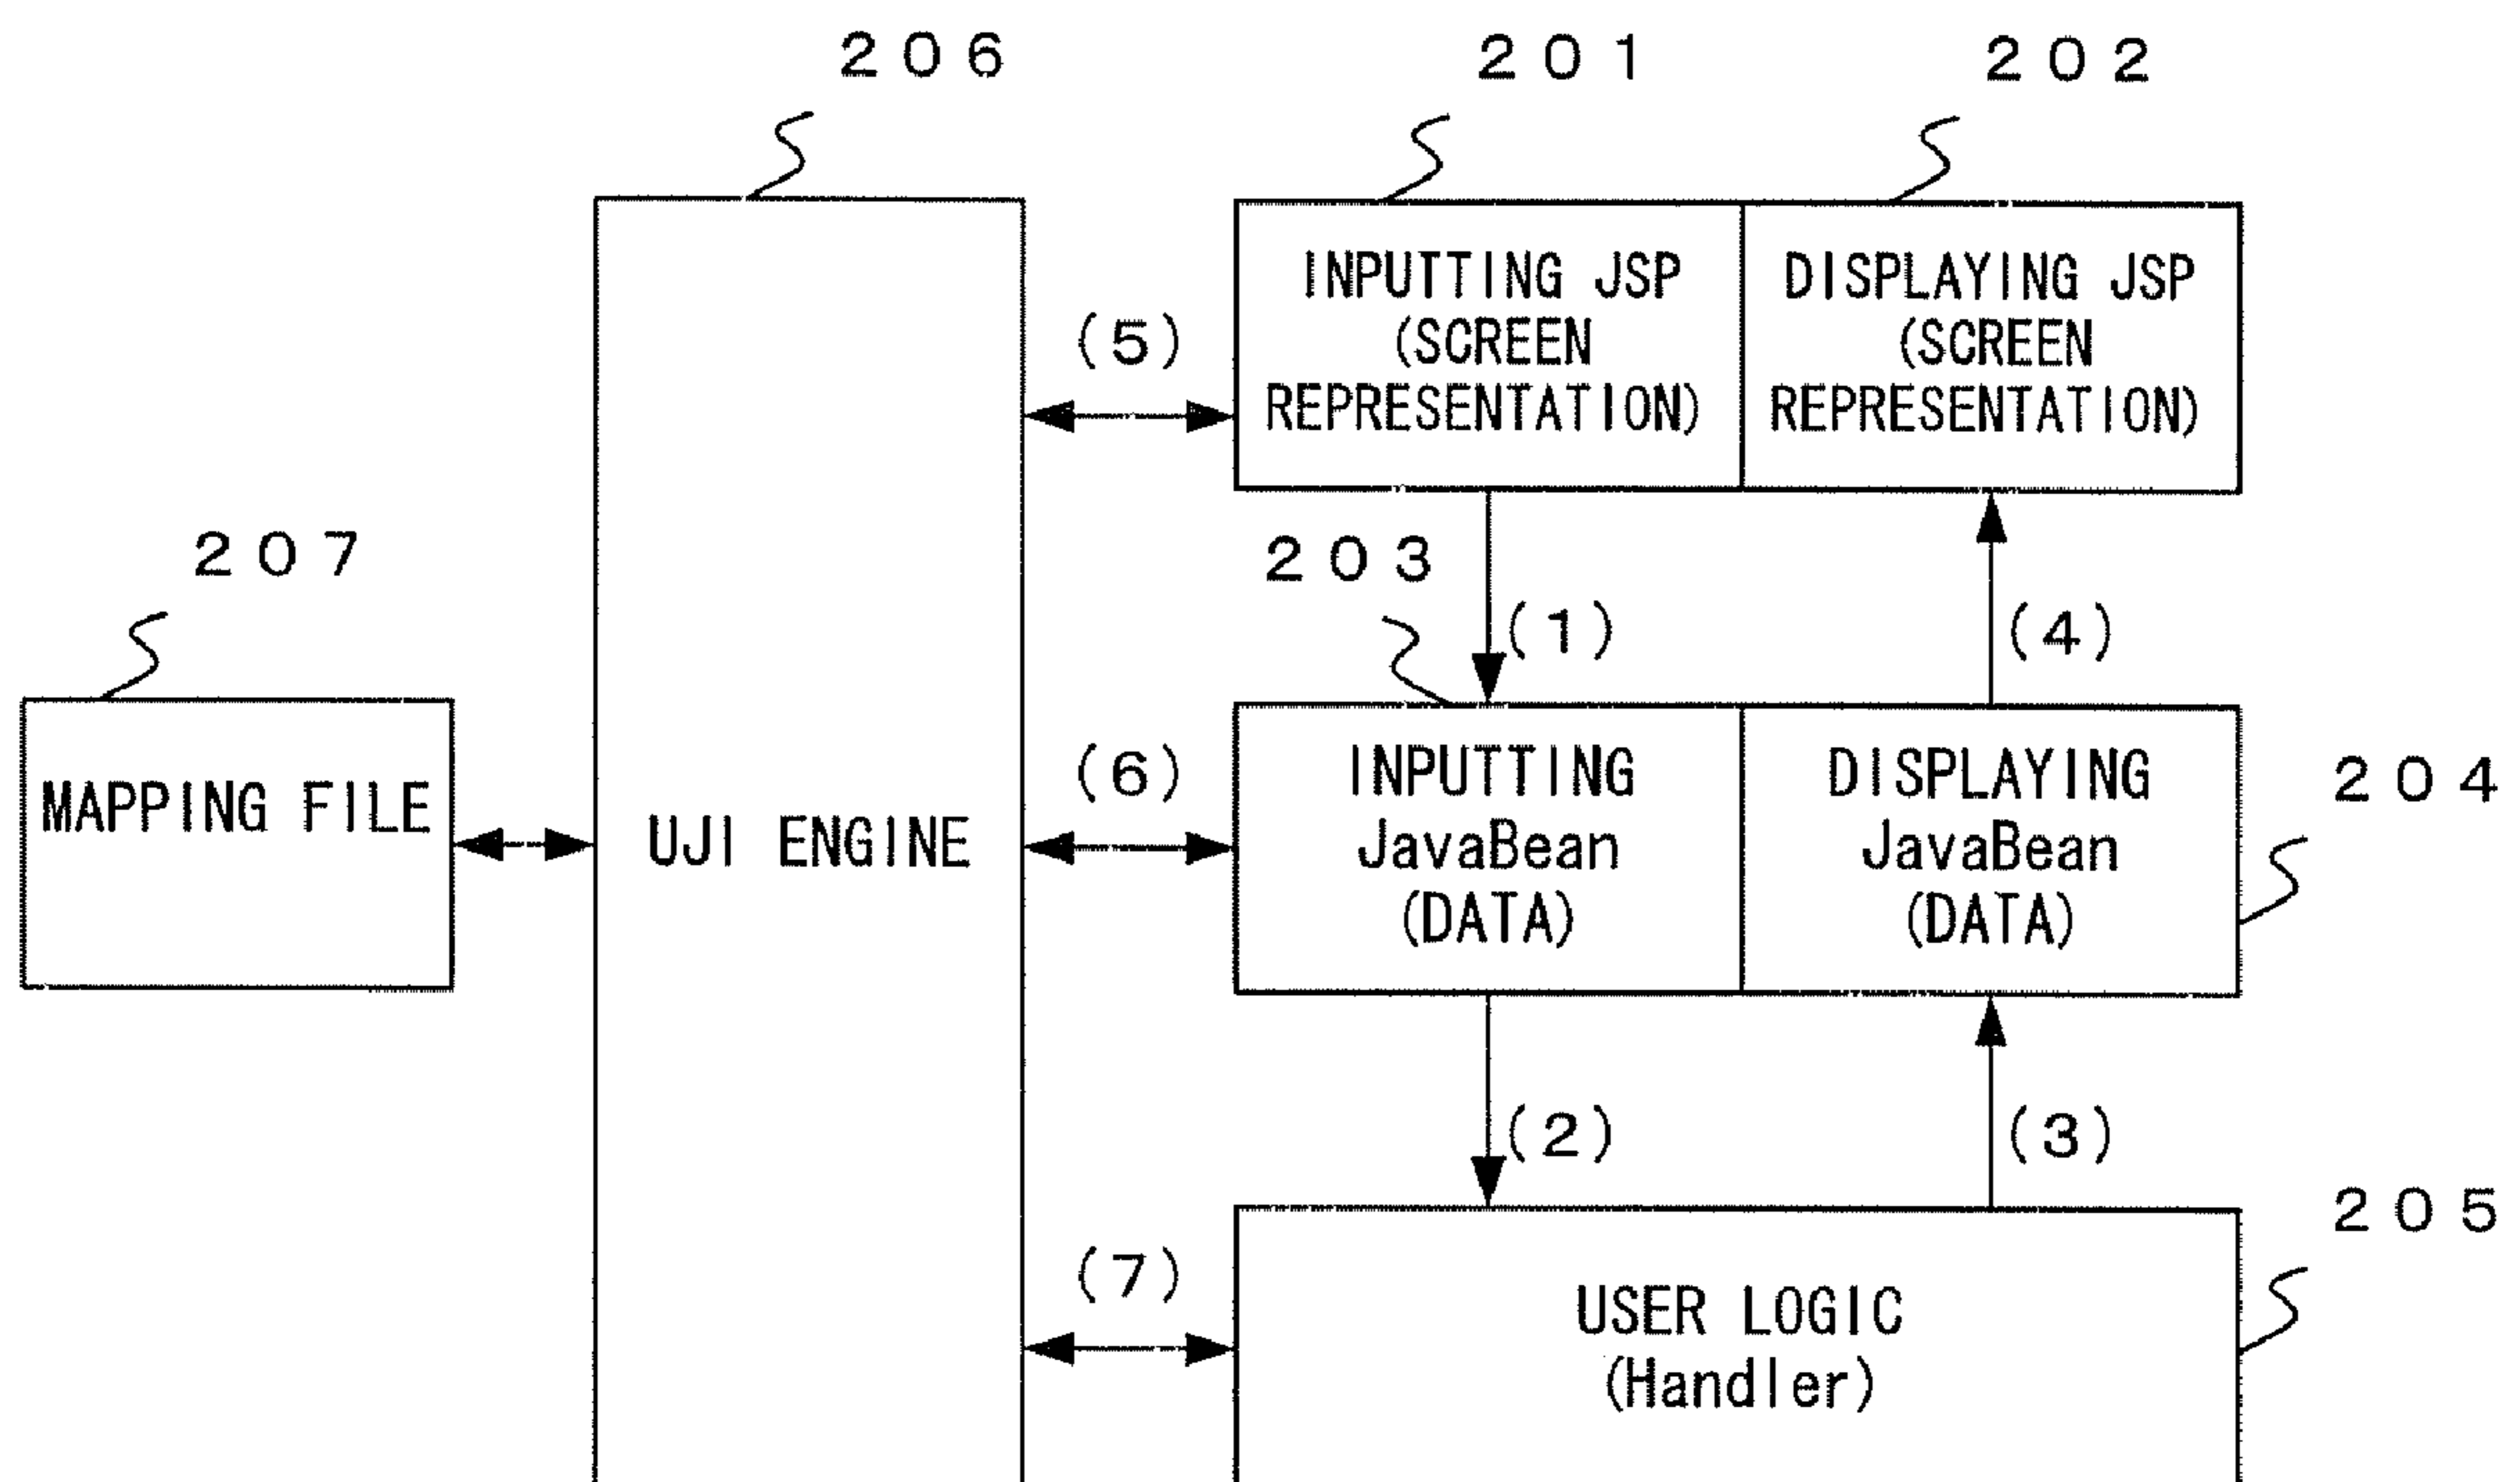 ２０６
２０１
２０２
INPUTTING JSP
(SCREEN
REPRESENTATION)
DISPLAYING JSP
(SCREEN
REPRESENTATION)
(５)
２０７
２０３
(１)
(４)
MAPPING FILE
UJI ENGINE
(６)
INPUTTING
JavaBean
(DATA)
DISPLAYING
JavaBean
(DATA)
２０４
(２)
(３)
２０５
(７)
USER LOGIC
(Handler)